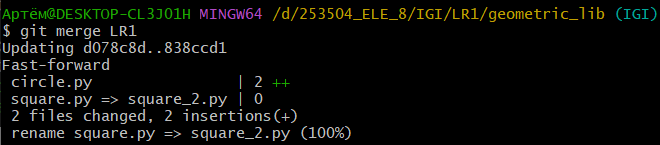 Артём@DESKTOP-CL3JO1H MINGW64 /d/253504_ELE_8/IGI/LR1/geometric_lib (IGI)
$ git merge LR1
Updating d078c8d..838ccd1
Fast-forward
 circle.py                | 2 ++
 square.py => square_2.py | 0
 2 files changed, 2 insertions(+)
 rename square.py => square_2.py (100%)